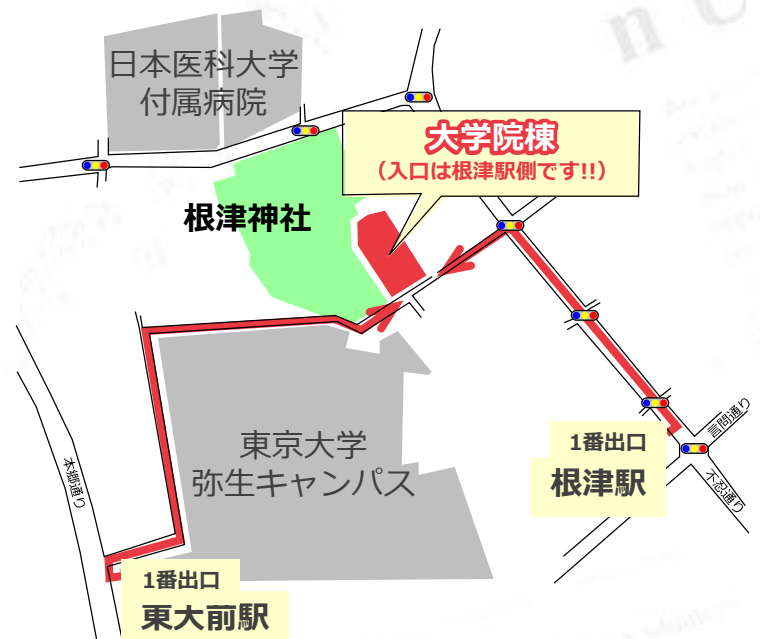 n U
日本医科大学
付属病院
大学院棟
（入口は根津駅側です!!）
根津神社
東京大学
弥生キャンパス
本郷通り
1番出口
根津駅
言問通り
不忍通り
1番出口
東大前駅